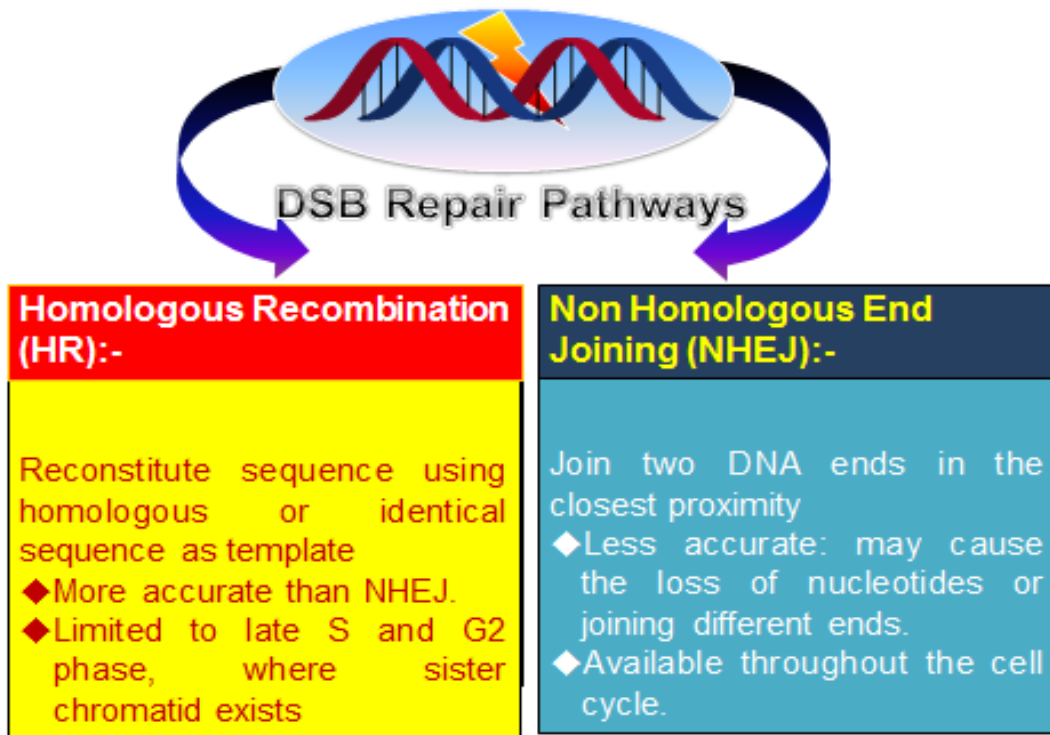 DSB Repair Pathways
Homologous Recombination
(HR):-
Reconstitute sequence using
homologous or identical
sequence as template
◆More accurate than NHEJ.
◆Limited to late S and G2
phase, where sister
chromatid exists
Non Homologous End
Joining (NHEJ):-
Join two DNA ends in the
closest proximity
◆Less accurate: may cause
the loss of nucleotides or
joining different ends.
◆Available throughout the cell
cycle.